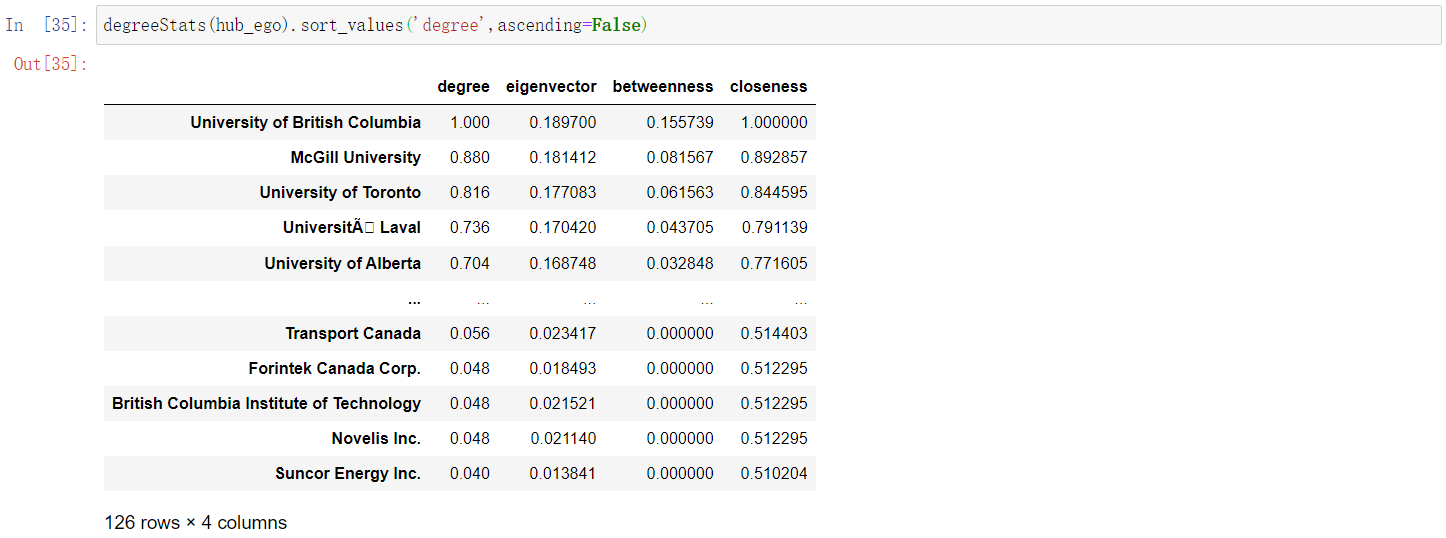 In [35]: degreeStats(hub_ego).sort_values('degree',ascending=False)
Out[35]:
degree eigenvector betweenness closeness
University of British Columbia 1.000 0.189700 0.155739 1.000000
McGill University 0.880 0.181412 0.081567 0.892857
University of Toronto 0.816 0.177083 0.061563 0.844595
UniversitÃ□ Laval 0.736 0.170420 0.043705 0.791139
University of Alberta 0.704 0.168748 0.032848 0.771605
... ... ... ... ...
Transport Canada 0.056 0.023417 0.000000 0.514403
Forintek Canada Corp. 0.048 0.018493 0.000000 0.512295
British Columbia Institute of Technology 0.048 0.021521 0.000000 0.512295
Novelis Inc. 0.048 0.021140 0.000000 0.512295
Suncor Energy Inc. 0.040 0.013841 0.000000 0.510204
126 rows × 4 columns